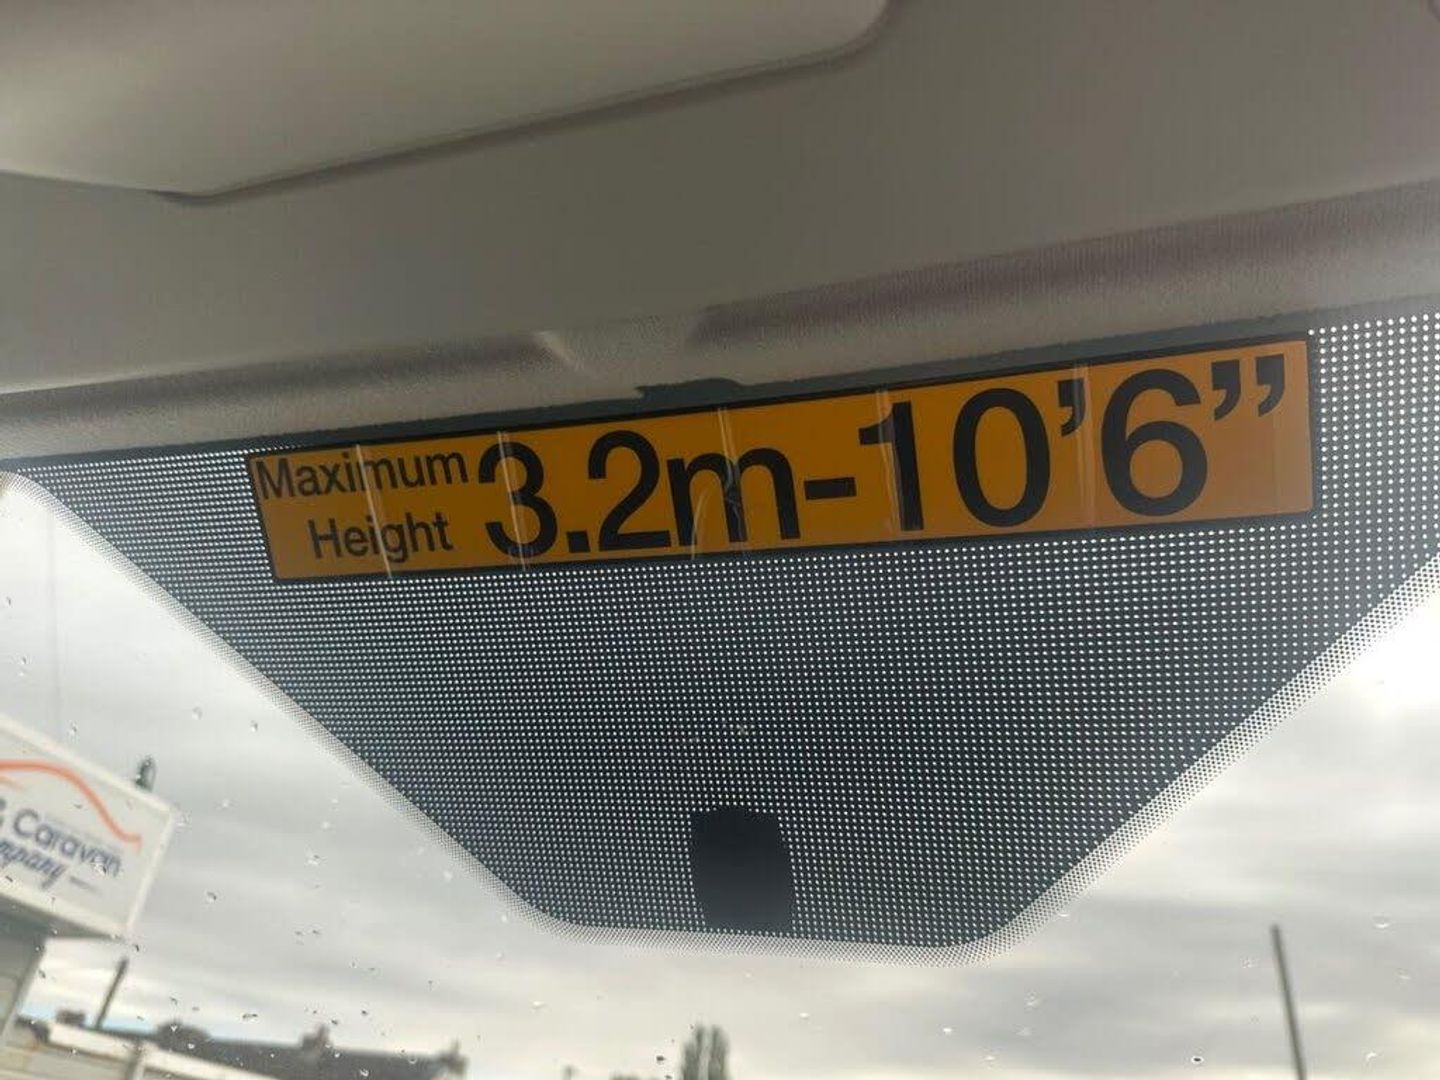 Maximum
Height
3.2m-10'6”
Caravan